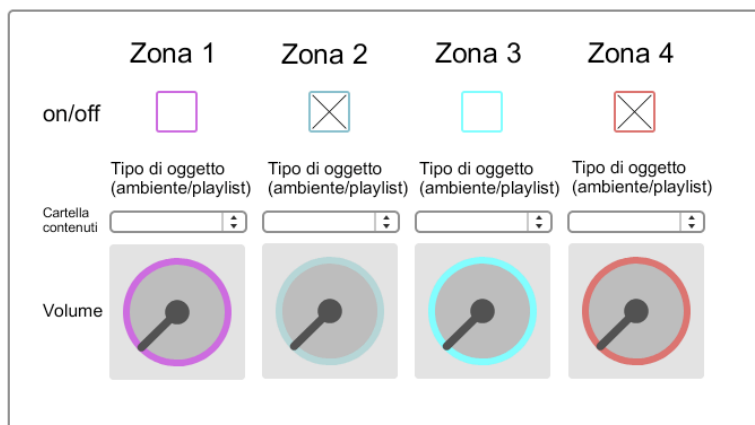 Zona 1 Zona 2 Zona 3 Zona 4
on/off
Tipo di oggetto Tipo di oggetto Tipo di oggetto Tipo di oggetto
(ambiente/playlist) (ambiente/playlist) (ambiente/playlist) (ambiente/playlist)
Cartella
contenuti
Volume